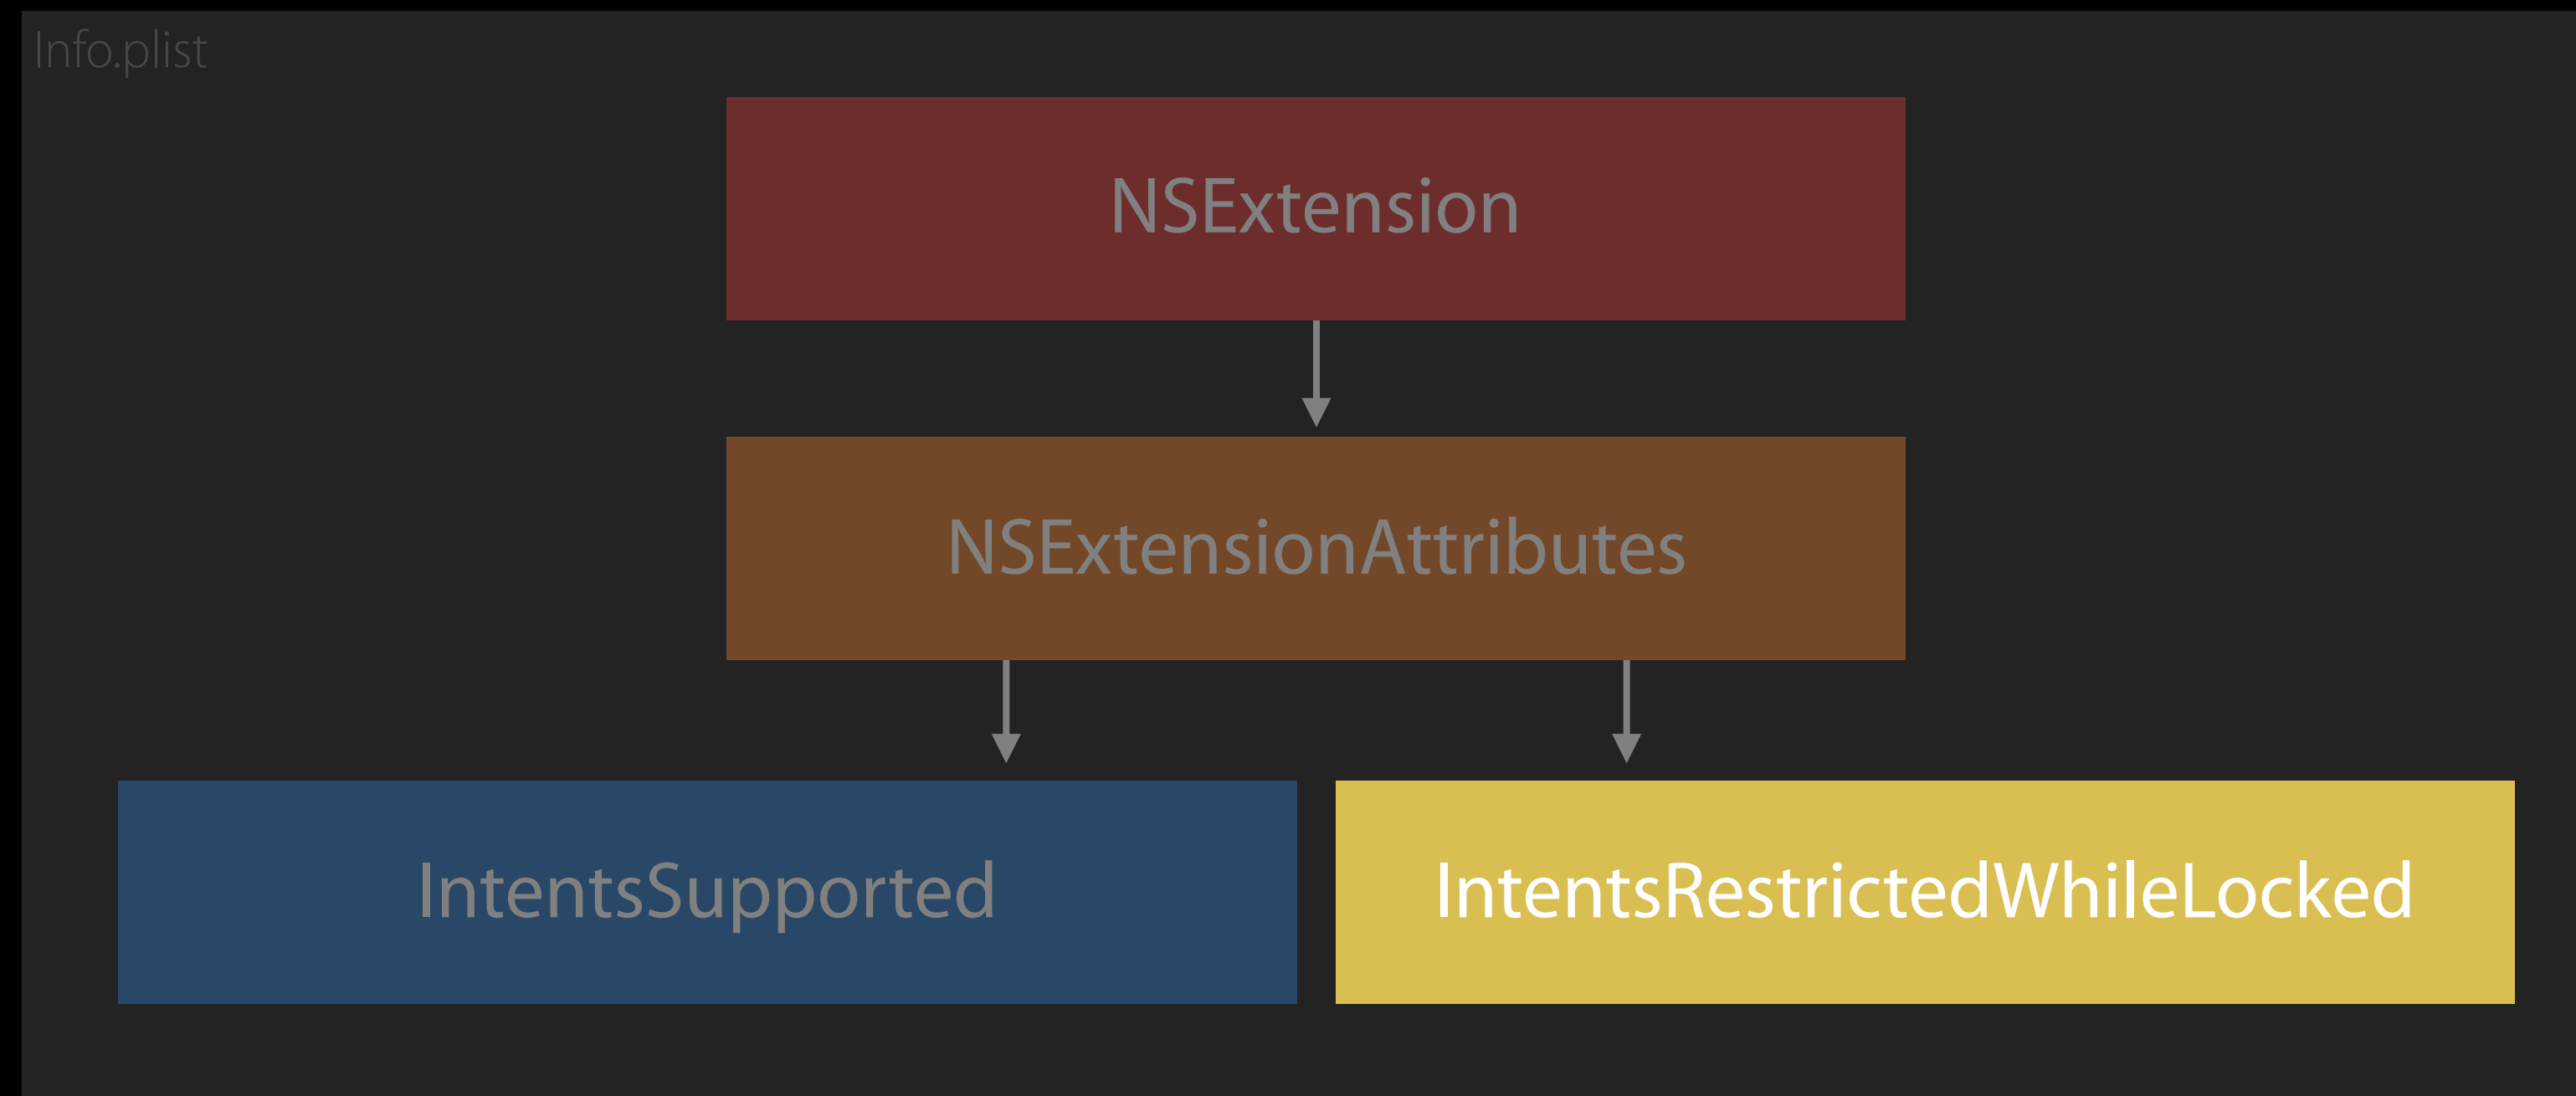 Info.plist
NSExtension
NSExtensionAttributes
IntentsSupported
IntentsRestrictedWhileLocked